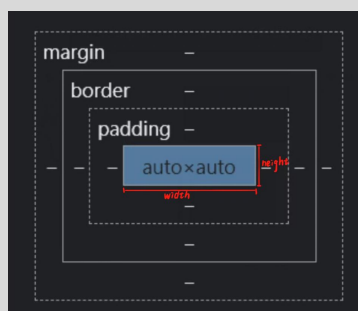 margin –
border –
padding –
– – – auto×auto height – – –
width
–
–
–